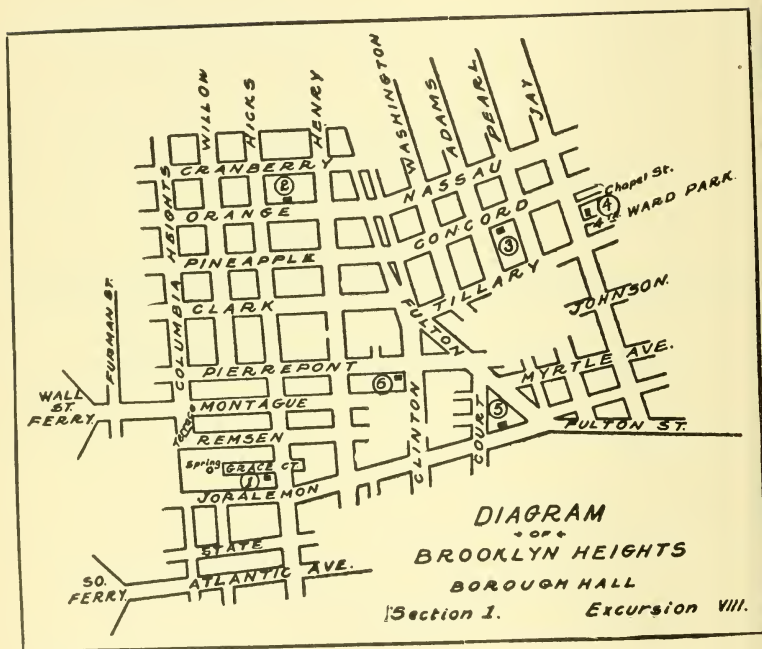 WILLOW
HICKS
HENRY
WASHINGTON
ADAMS
PEARL
JAY
CRANBERRY
NASSAU
HEIGHTS
②
ORANGE
CONCORD
Chapel St.
④
4TH WARD PARK.
③
PINEAPPLE
TILLARY
CLARK
FULTON
JOHNSON.
FURMAN ST.
COLUMBIA
PIERREPONT
MYRTLE AVE.
⑥
WALL
ST.
FERRY.
MONTAGUE
CLINTON
COURT
⑤
Terrace
REMSEN
FULTON ST.
Spring
GRACE CT.
①
JORALEMON
STATE
ATLANTIC AVE.
SO.
FERRY.
DIAGRAM
OF
BROOKLYN HEIGHTS
BOROUGH HALL
Section 1. Excursion VIII.